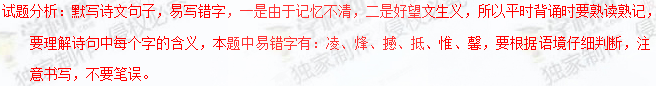 试题分析：默写诗文句子，易写错字，一是由于记忆不清，二是好望文生义，所以平时背诵时要熟读熟记，
要理解诗句中每个字的含义，本题中易错字有：凌、烽、撼、抵、惟、馨，要根据语境仔细判断，注
意书写，不要笔误。